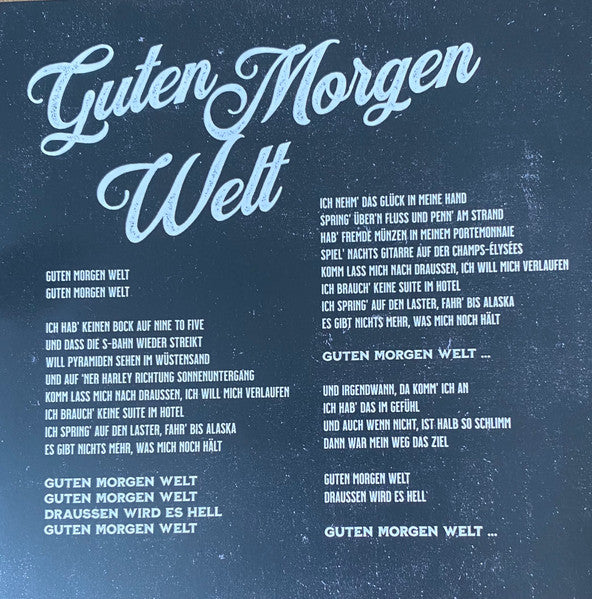 Guten Morgen
Welt
GUTEN MORGEN WELT
GUTEN MORGEN WELT
ICH HAB' KEINEN BOCK AUF NINE TO FIVE
UND DASS DIE S-BAHN WIEDER STREIKT
WILL PYRAMIDEN SEHEN IM WÜSTENSAND
UND AUF 'NER HARLEY RICHTUNG SONNENUNTERGANG
KOMM LASS MICH NACH DRAUSSEN, ICH WILL MICH VERLAUFEN
ICH BRAUCH' KEINE SUITE IM HOTEL
ICH SPRING' AUF DEN LASTER, FAHR' BIS ALASKA
ES GIBT NICHTS MEHR, WAS MICH NOCH HÄLT
GUTEN MORGEN WELT
GUTEN MORGEN WELT
DRAUSSEN WIRD ES HELL
GUTEN MORGEN WELT
ICH NEHM' DAS GLÜCK IN MEINE HAND
SPRING' ÜBER'N FLUSS UND PENN' AM STRAND
HAB' FREMDE MÜNZEN IN MEINEM PORTEMONNAIE
SPIEL' NACHTS GITARRE AUF DER CHAMPS-ÉLYSÉES
KOMM LASS MICH NACH DRAUSSEN, ICH WILL MICH VERLAUFEN
ICH BRAUCH' KEINE SUITE IM HOTEL
ICH SPRING' AUF DEN LASTER, FAHR' BIS ALASKA
ES GIBT NICHTS MEHR, WAS MICH NOCH HÄLT
GUTEN MORGEN WELT ...
UND IRGENDWANN, DA KOMM' ICH AN
ICH HAB' DAS IM GEFÜHL
UND AUCH WENN NICHT, IST HALB SO SCHLIMM
DANN WAR MEIN WEG DAS ZIEL
GUTEN MORGEN WELT
DRAUSSEN WIRD ES HELL
GUTEN MORGEN WELT ...